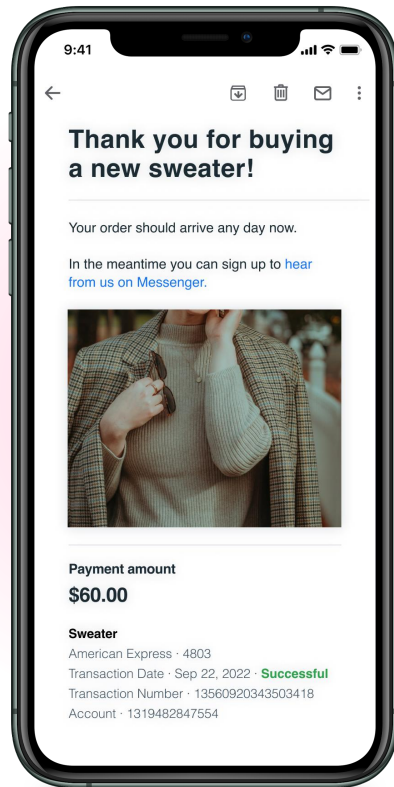 9:41
Thank you for buying
a new sweater!
Your order should arrive any day now.
In the meantime you can sign up to hear
from us on Messenger.
Payment amount
$60.00
Sweater
American Express · 4803
Transaction Date · Sep 22, 2022 · Successful
Transaction Number · 13560920343503418
Account · 1319482847554